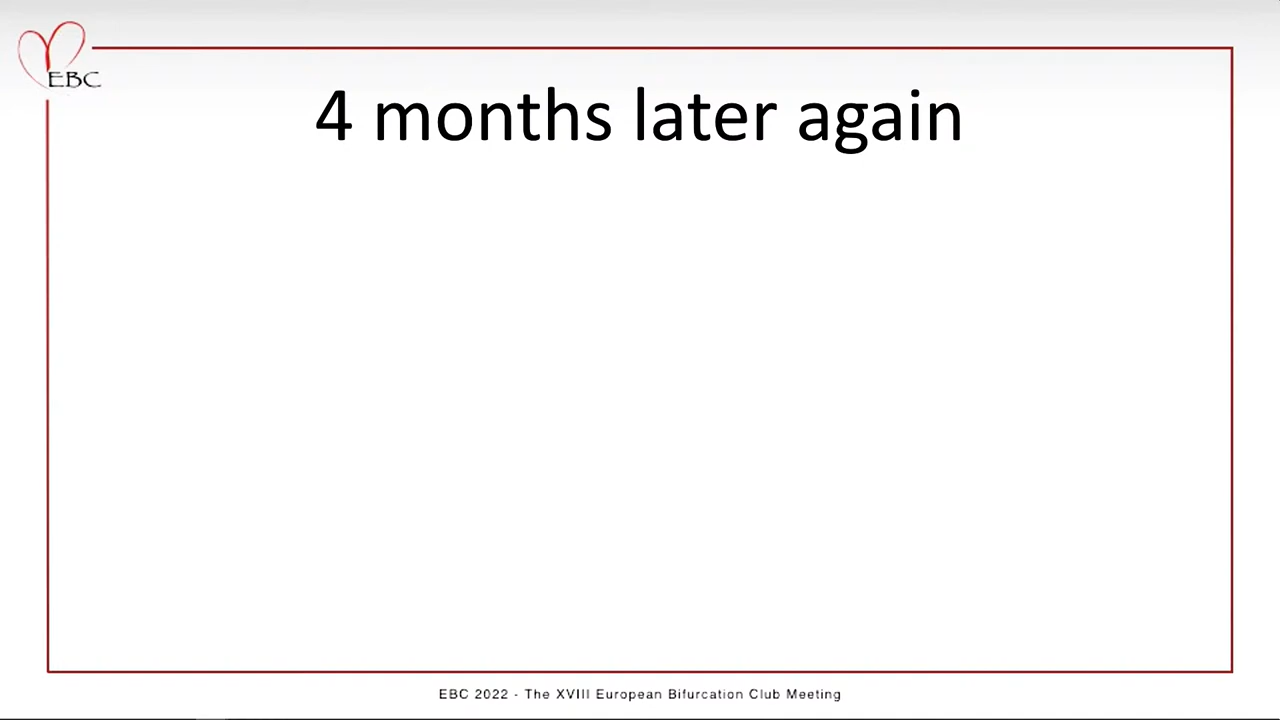 EBC
4 months later again
EBC 2022 - The XVIII European Bifurcation Club Meeting